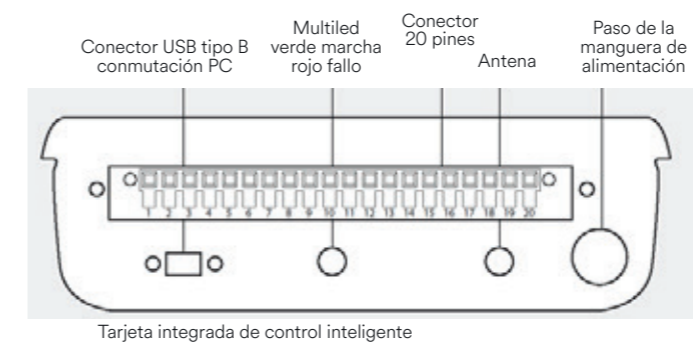 Conector USB tipo B
conmutación PC
Multiled
verde marcha
rojo fallo
Conector
20 pines
Antena
Paso de la
manguera de
alimentación
1 2 3 4 5 6 7 8 9 10 11 12 13 14 15 16 17 18 19 20
Tarjeta integrada de control inteligente